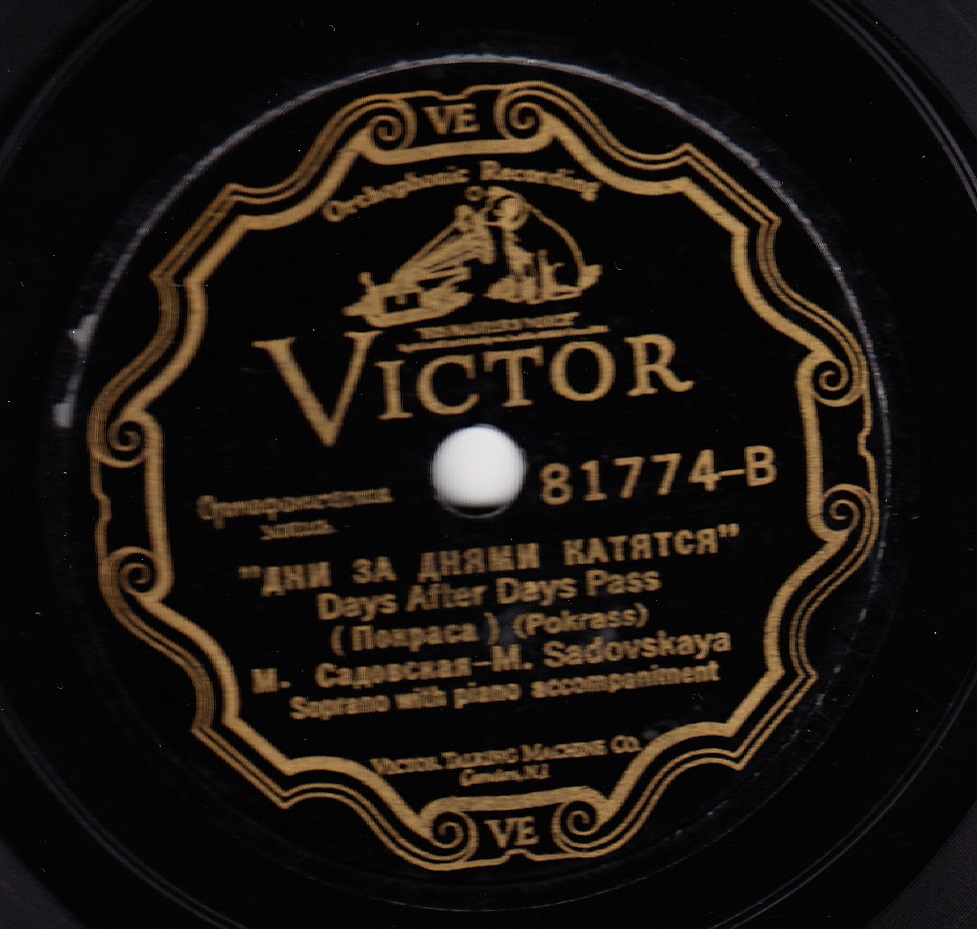 VE
Orthophonic Recording
VICTOR
81774-B
запись
"ДНИ ЗА ДНЯМИ КАТЯТСЯ"
Days After Days Pass
(Покраса) (Pokrass)
М. Садовская–M. Sadovskaya
Soprano with piano accompaniment
VICTOR TALKING MACHINE CO.
Camden, N.J.
VE